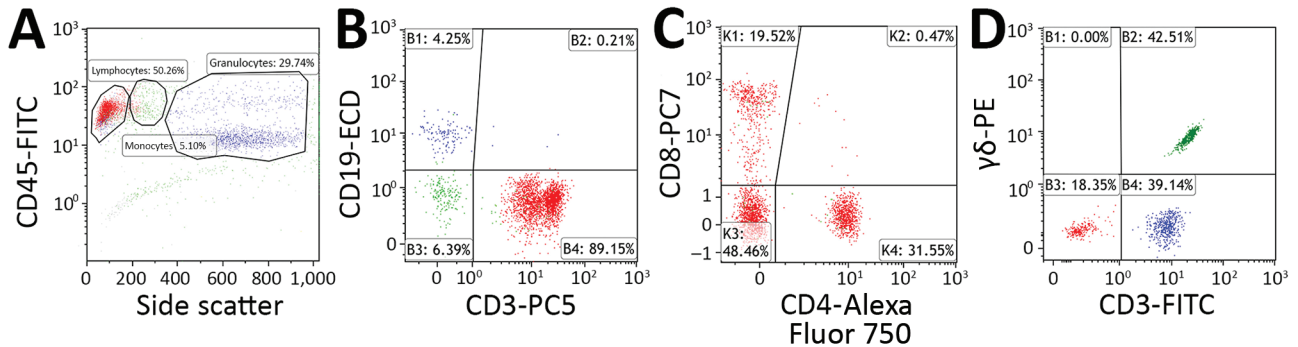 A
CD45-FITC
10³
10²
10¹
10⁰
Lymphocytes: 50.26%
Granulocytes: 29.74%
Monocytes: 5.10%
0 200 400 600 800 1,000
Side scatter
B
CD19-ECD
10³
10²
10¹
10⁰
0
B1: 4.25%
B2: 0.21%
B3: 6.39%
B4: 89.15%
0 10⁰ 10¹ 10² 10³
CD3-PC5
C
CD8-PC7
10³
10²
10¹
1
0
−1
K1: 19.52%
K2: 0.47%
K3:
48.46%
K4: 31.55%
0 10¹ 10² 10³
CD4-Alexa
Fluor 750
D
γδ-PE
10³
10²
10¹
10⁰
0
B1: 0.00%
B2: 42.51%
B3: 18.35%
B4: 39.14%
0 10⁰ 10¹ 10² 10³
CD3-FITC